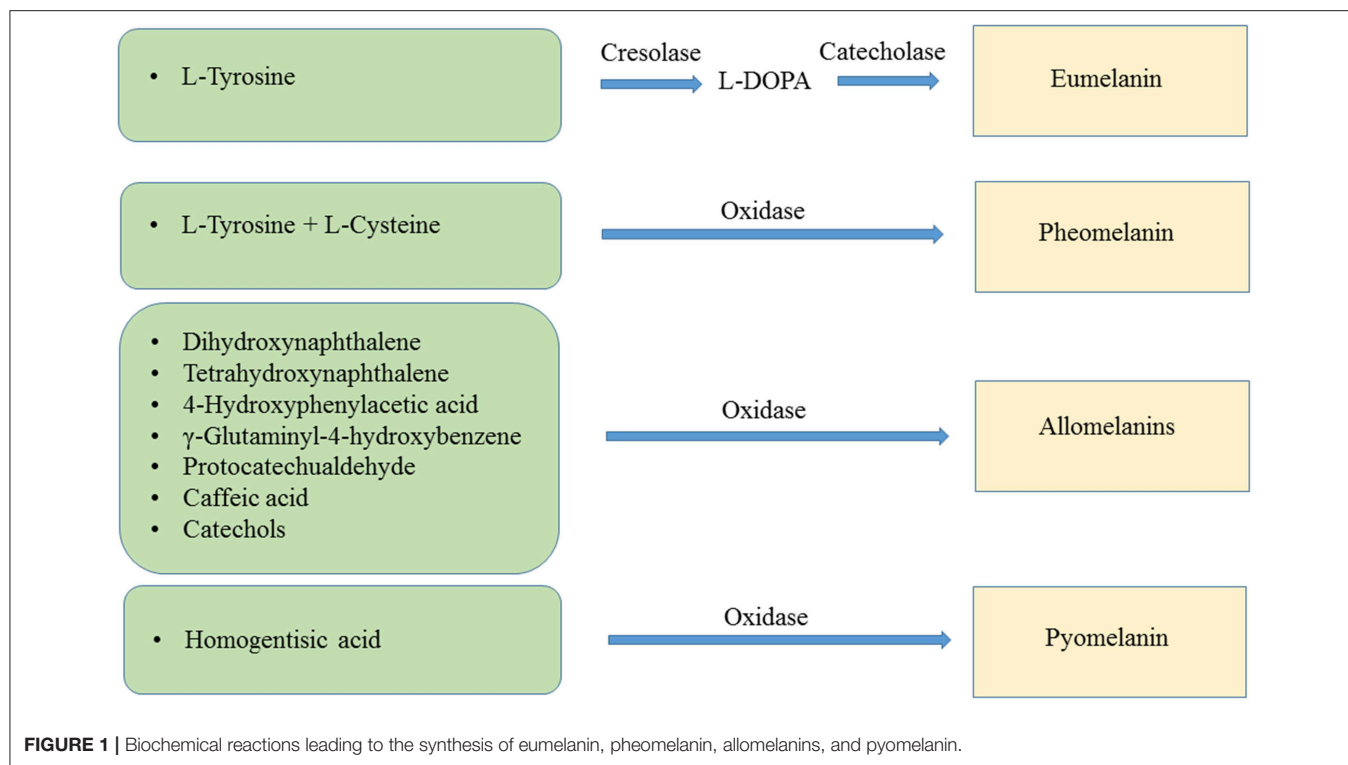 • L-Tyrosine
Cresolase
L-DOPA
Catecholase
Eumelanin
• L-Tyrosine + L-Cysteine
Oxidase
Pheomelanin
• Dihydroxynaphthalene
• Tetrahydroxynaphthalene
• 4-Hydroxyphenylacetic acid
• γ-Glutaminyl-4-hydroxybenzene
• Protocatechualdehyde
• Caffeic acid
• Catechols
Oxidase
Allomelanins
• Homogentisic acid
Oxidase
Pyomelanin
FIGURE 1 | Biochemical reactions leading to the synthesis of eumelanin, pheomelanin, allomelanins, and pyomelanin.